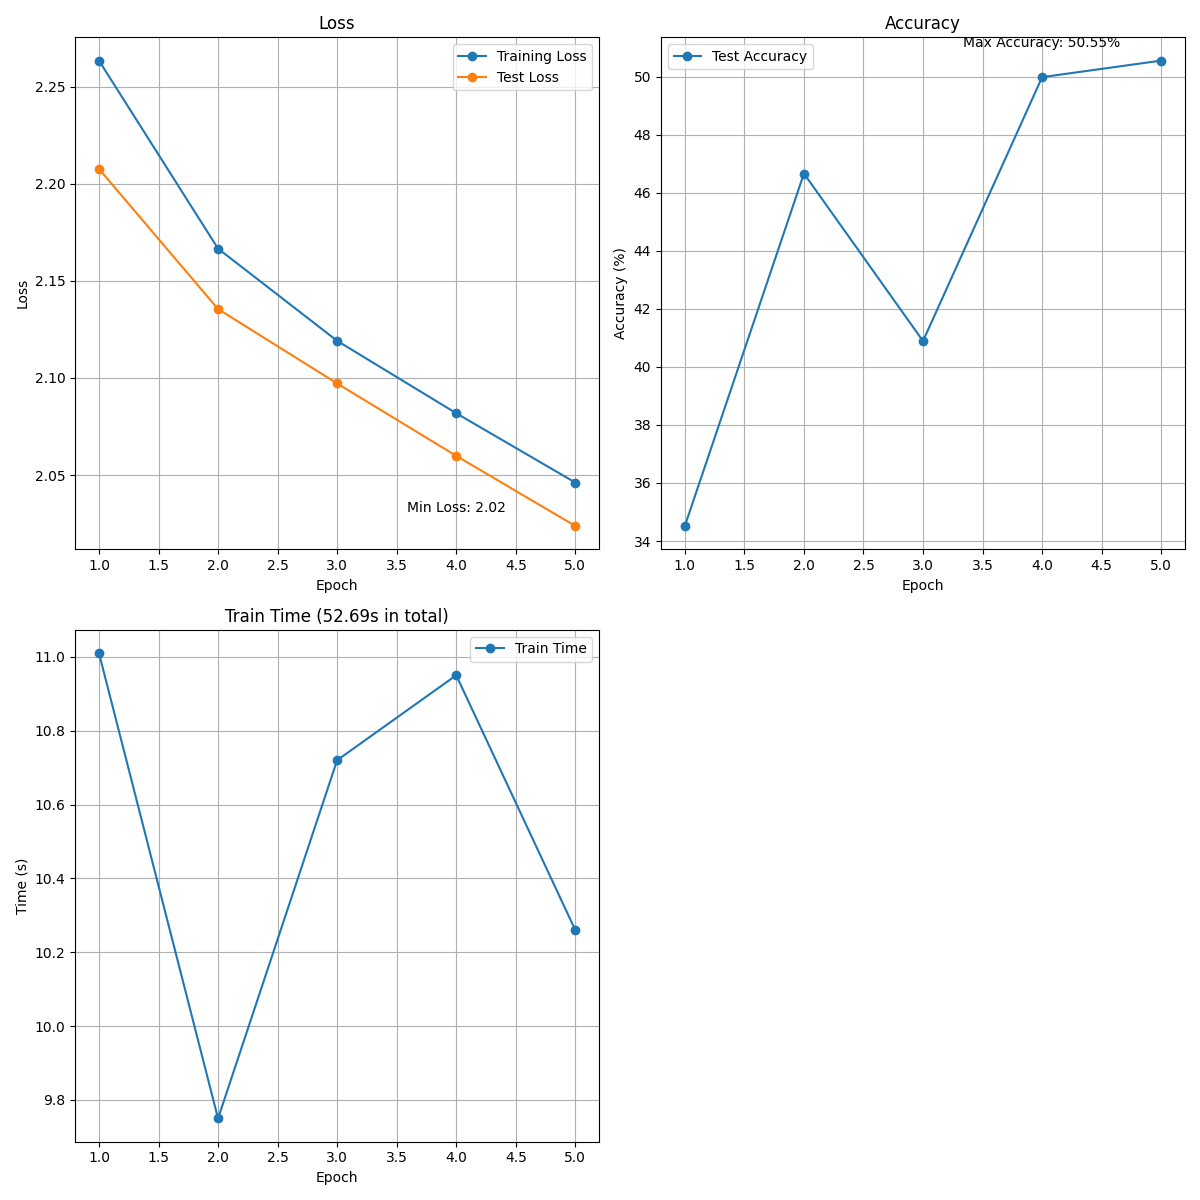 Loss
Training Loss
Test Loss
2.25
2.20
2.15
2.10
2.05
Loss
Min Loss: 2.02
1.0 1.5 2.0 2.5 3.0 3.5 4.0 4.5 5.0
Epoch
Accuracy
Max Accuracy: 50.55%
Test Accuracy
50
48
46
44
42
40
38
36
34
Accuracy (%)
1.0 1.5 2.0 2.5 3.0 3.5 4.0 4.5 5.0
Epoch
Train Time (52.69s in total)
Train Time
11.0
10.8
10.6
10.4
10.2
10.0
9.8
Time (s)
1.0 1.5 2.0 2.5 3.0 3.5 4.0 4.5 5.0
Epoch